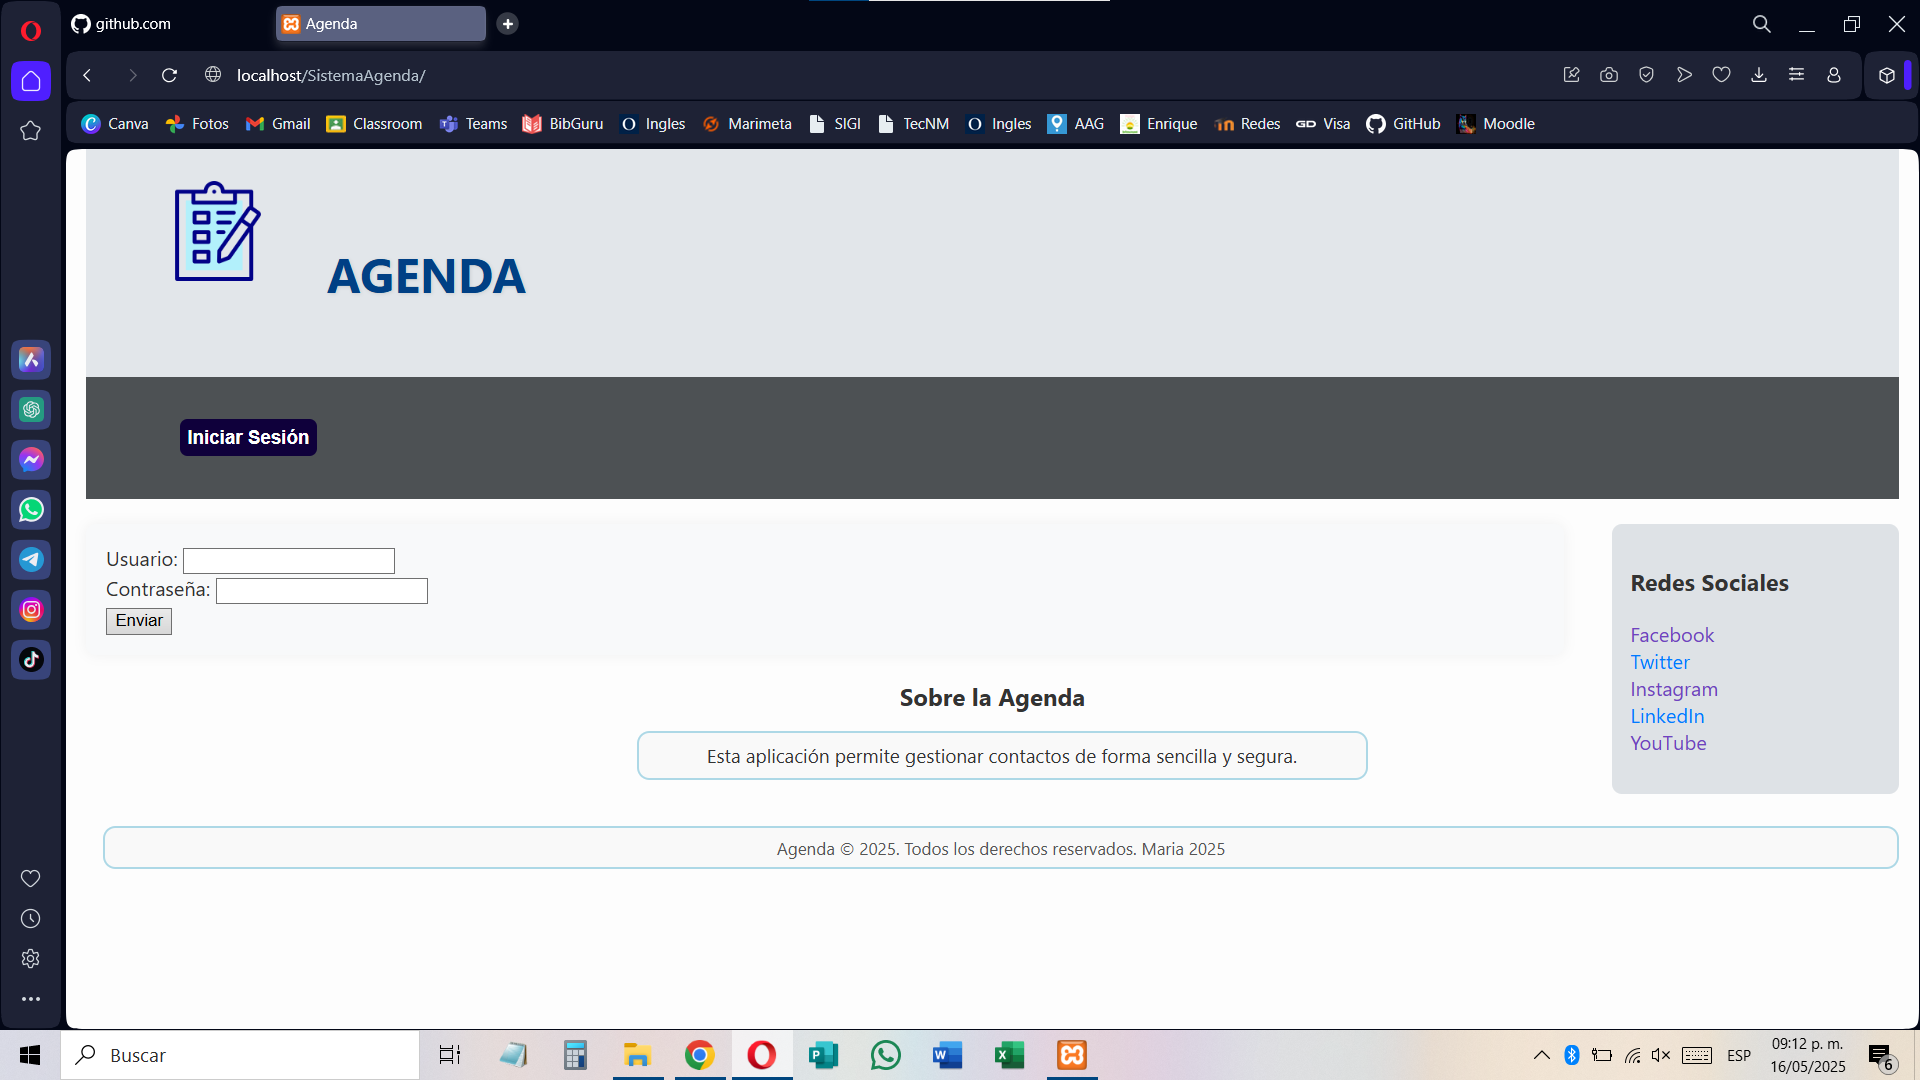 github.com
Agenda
localhost/SistemaAgenda/
Canva Fotos Gmail Classroom Teams BibGuru Ingles Marimeta SIGI TecNM Ingles AAG Enrique Redes Visa GitHub Moodle
AGENDA
Iniciar Sesión
Usuario:
Contraseña:
Enviar
Redes Sociales
Facebook
Twitter
Instagram
LinkedIn
YouTube
Sobre la Agenda
Esta aplicación permite gestionar contactos de forma sencilla y segura.
Agenda © 2025. Todos los derechos reservados. Maria 2025
Buscar
ESP
09:12 p. m.
16/05/2025
6